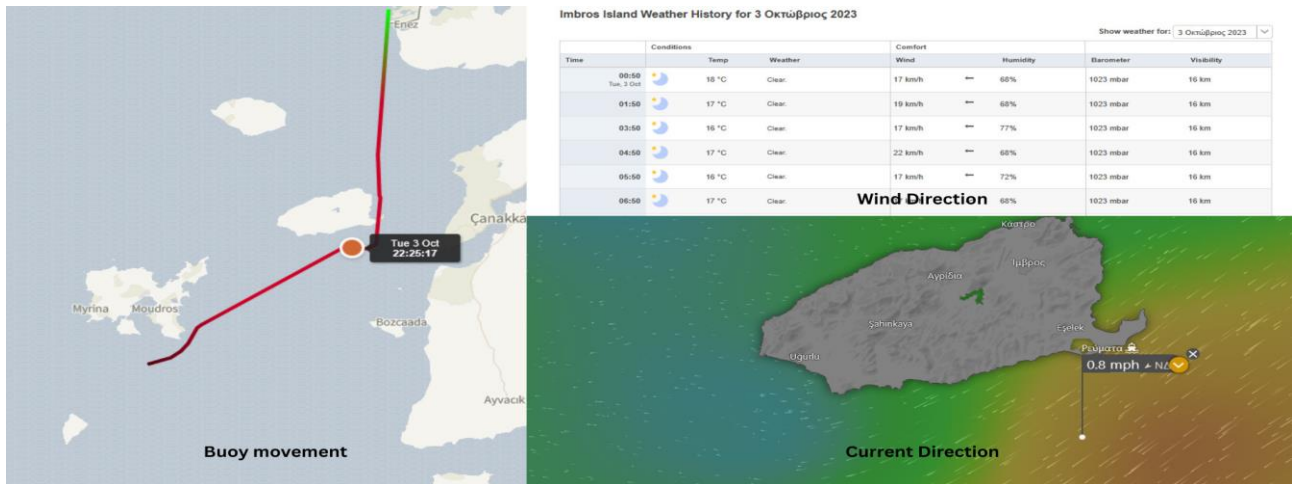 Enez
Çanakka
Tue 3 Oct
22:25:17
Myrina
Moudros
Bozcaada
Ayvacık
Buoy movement
Imbros Island Weather History for 3 Οκτώβριος 2023
Show weather for: 3 Οκτώβριος 2023
Conditions Comfort
Time Temp Weather Wind Humidity Barometer Visibility
00:50 18 °C Clear. 17 km/h 68% 1023 mbar 16 km
Tue, 3 Oct
01:50 17 °C Clear. 19 km/h 68% 1023 mbar 16 km
03:50 16 °C Clear. 17 km/h 77% 1023 mbar 16 km
04:50 17 °C Clear. 22 km/h 68% 1023 mbar 16 km
05:50 16 °C Clear. 17 km/h 72% 1023 mbar 16 km
Wind Direction
06:50 17 °C Clear. 68% 1023 mbar 16 km
Κάστρο
Ιμβρος
Αγρίδια
Şahinkaya
Eşelek
Uğurlu
Ρεύματα
0.8 mph ΝΔ
Current Direction